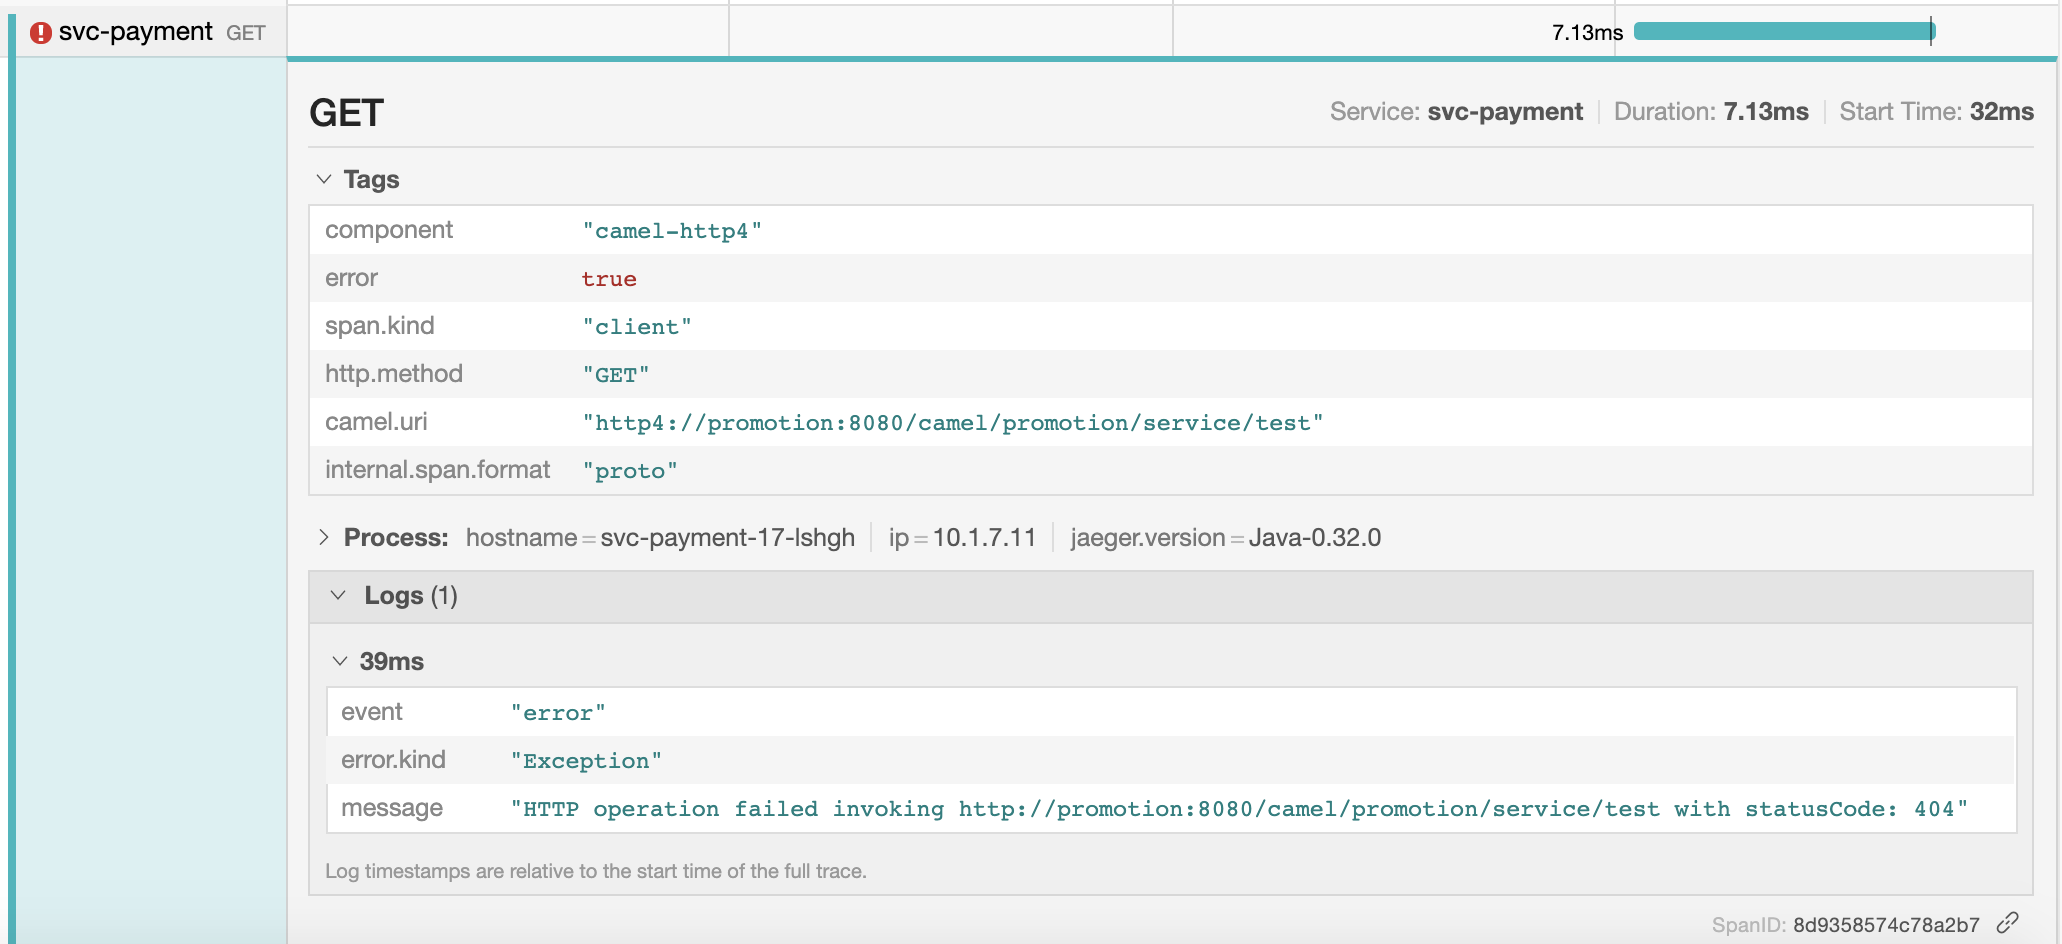 svc-payment GET
7.13ms
GET
Service: svc-payment Duration: 7.13ms Start Time: 32ms
Tags
component "camel-http4"
error true
span.kind "client"
http.method "GET"
camel.uri "http4://promotion:8080/camel/promotion/service/test"
internal.span.format "proto"
Process: hostname = svc-payment-17-lshgh ip = 10.1.7.11 jaeger.version = Java-0.32.0
Logs (1)
39ms
event "error"
error.kind "Exception"
message "HTTP operation failed invoking http://promotion:8080/camel/promotion/service/test with statusCode: 404"
Log timestamps are relative to the start time of the full trace.
SpanID: 8d9358574c78a2b7